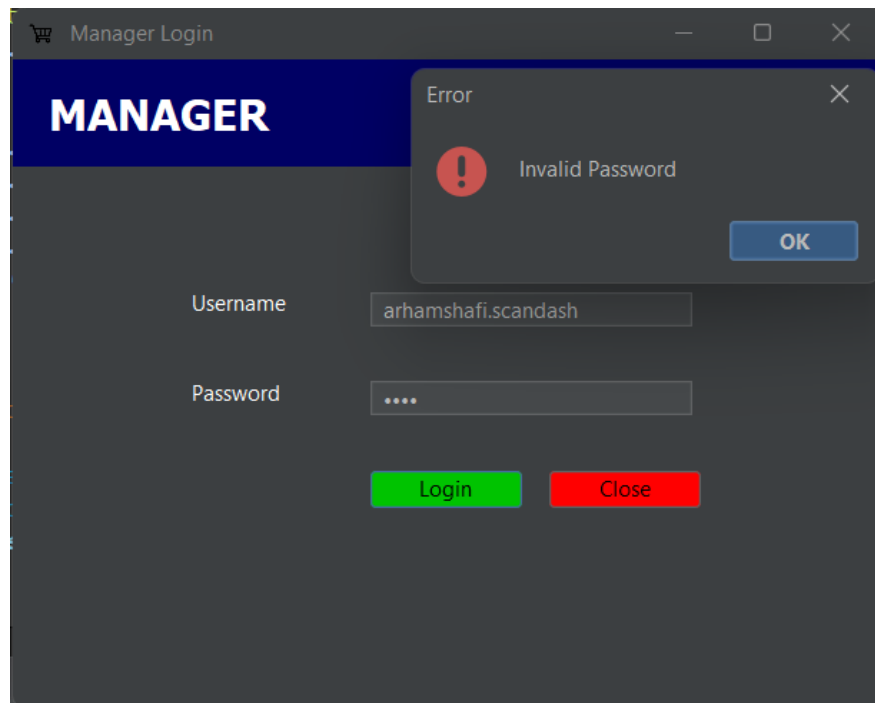 Manager Login
MANAGER
Error
Invalid Password
OK
Username
arhamshafi.scandash
Password
••••
Login
Close